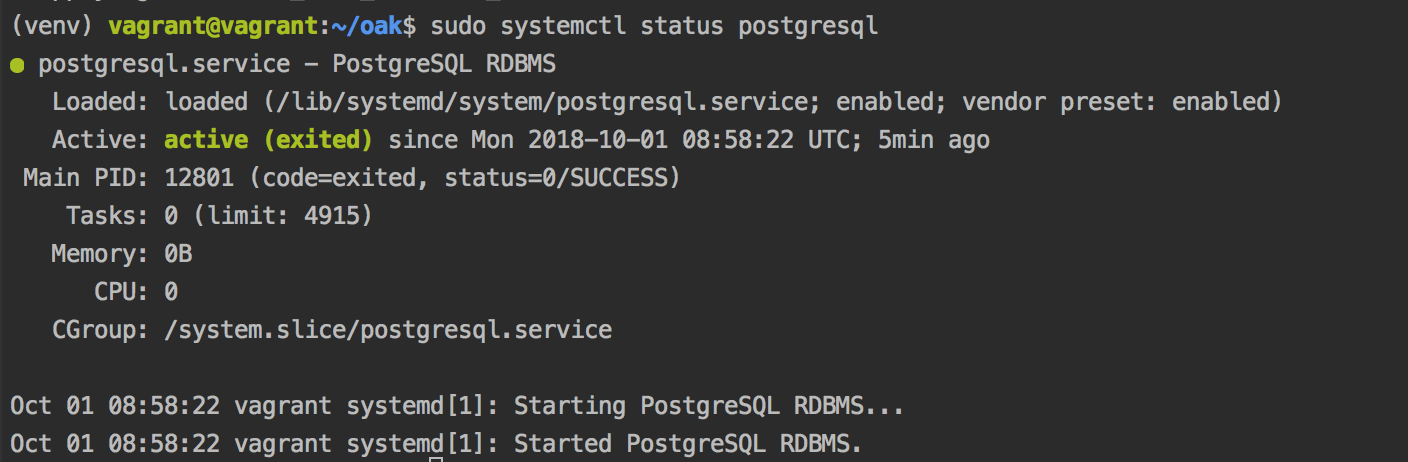 (venv) vagrant@vagrant:~/oak$ sudo systemctl status postgresql
● postgresql.service - PostgreSQL RDBMS
   Loaded: loaded (/lib/systemd/system/postgresql.service; enabled; vendor preset: enabled)
   Active: active (exited) since Mon 2018-10-01 08:58:22 UTC; 5min ago
 Main PID: 12801 (code=exited, status=0/SUCCESS)
    Tasks: 0 (limit: 4915)
   Memory: 0B
      CPU: 0
   CGroup: /system.slice/postgresql.service

Oct 01 08:58:22 vagrant systemd[1]: Starting PostgreSQL RDBMS...
Oct 01 08:58:22 vagrant systemd[1]: Started PostgreSQL RDBMS.